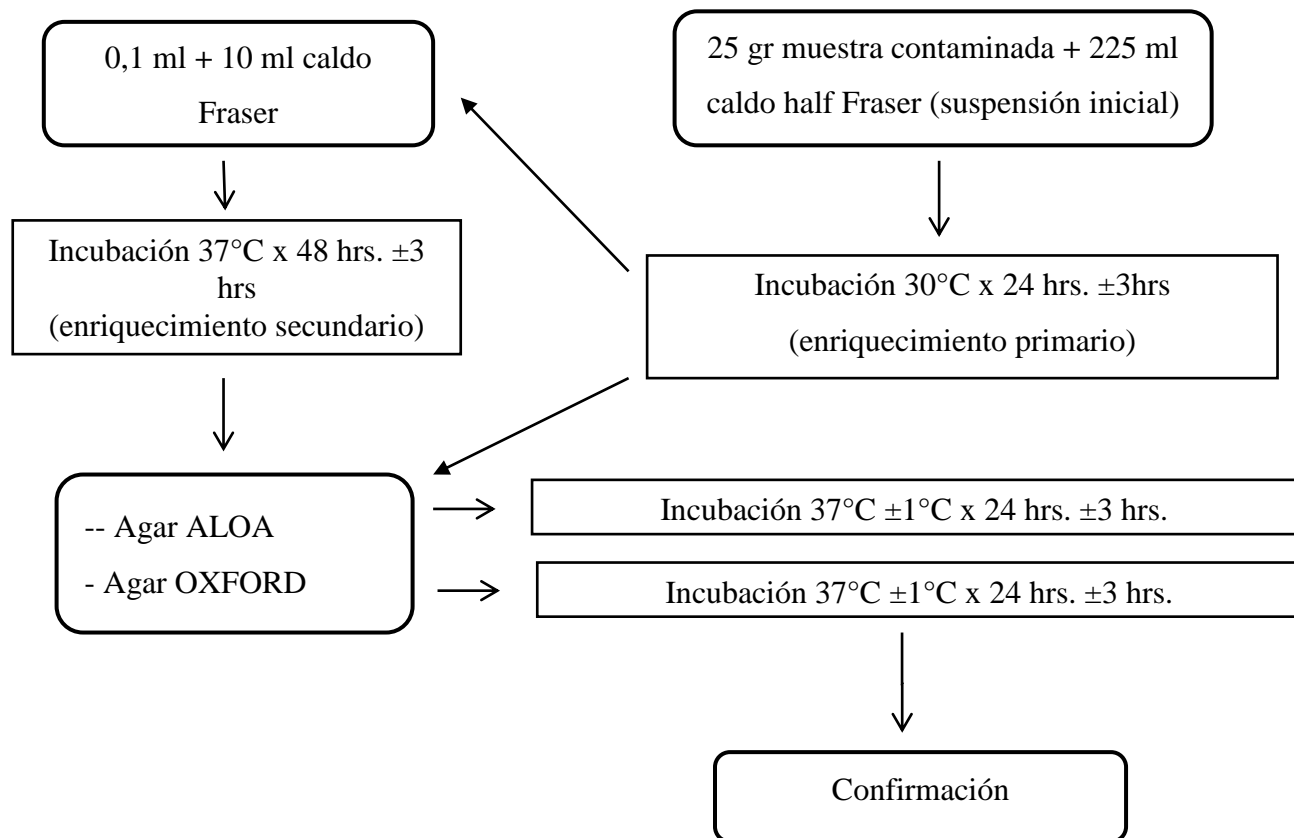 0,1 ml + 10 ml caldo
Fraser
25 gr muestra contaminada + 225 ml
caldo half Fraser (suspensión inicial)
Incubación 37°C x 48 hrs. ±3
hrs
(enriquecimiento secundario)
Incubación 30°C x 24 hrs. ±3hrs
(enriquecimiento primario)
-- Agar ALOA
- Agar OXFORD
Incubación 37°C ±1°C x 24 hrs. ±3 hrs.
Incubación 37°C ±1°C x 24 hrs. ±3 hrs.
Confirmación